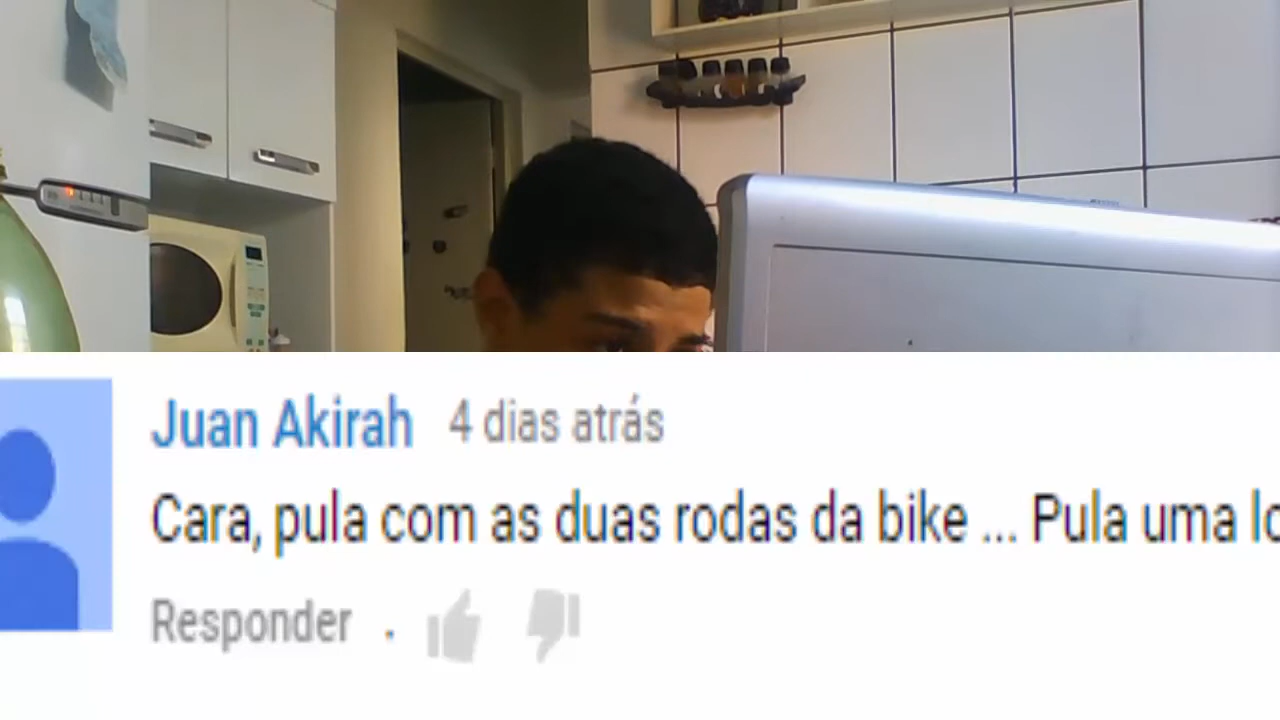 Juan Akirah 4 dias atrás
Cara, pula com as duas rodas da bike ... Pula uma
Responder